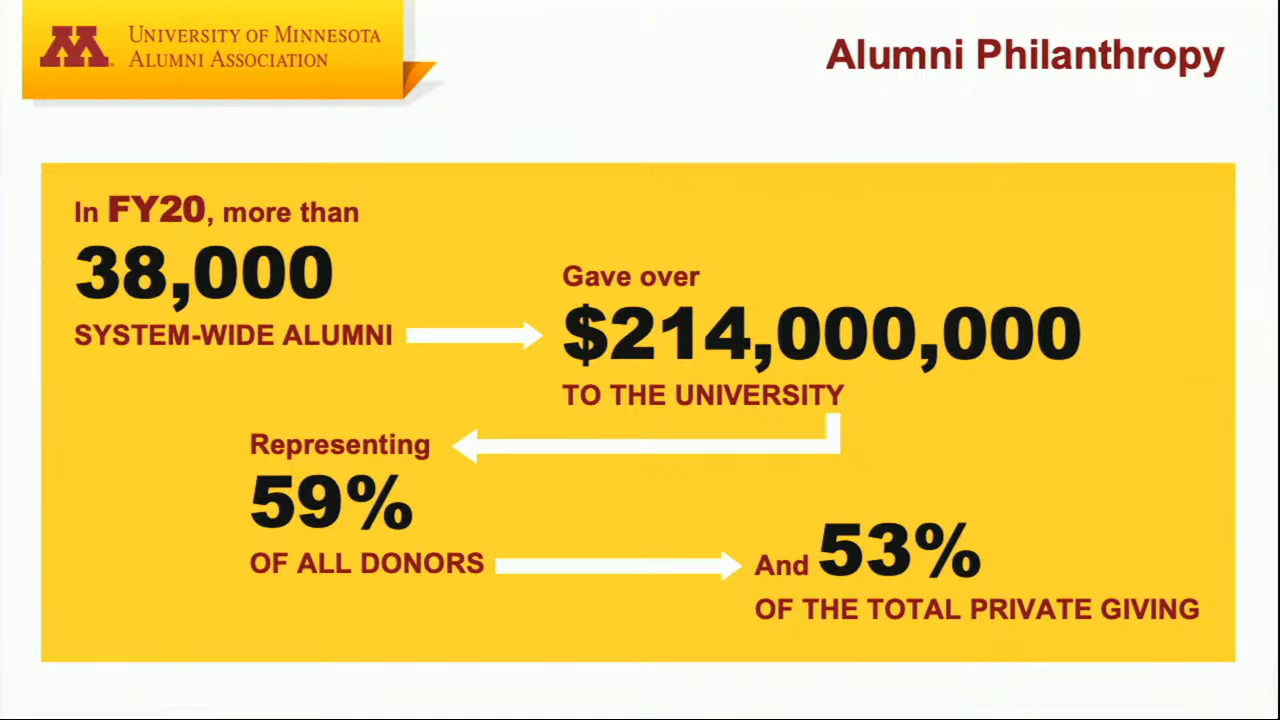 UNIVERSITY OF MINNESOTA
ALUMNI ASSOCIATION
Alumni Philanthropy
In FY20, more than
38,000
SYSTEM-WIDE ALUMNI
Gave over
$214,000,000
TO THE UNIVERSITY
Representing
59%
OF ALL DONORS
And 53%
OF THE TOTAL PRIVATE GIVING